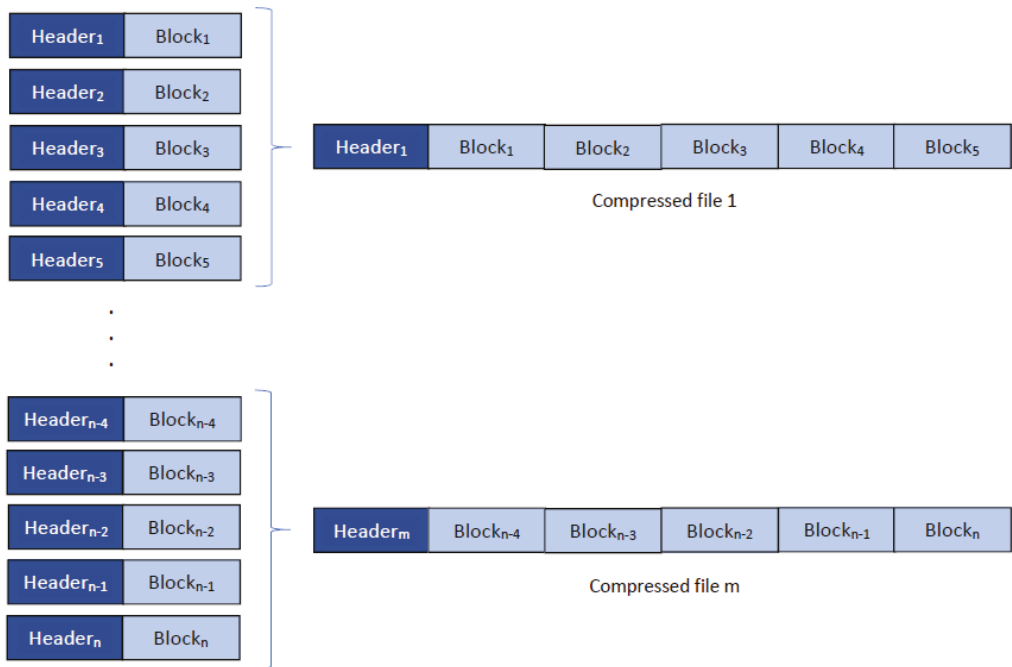 Header₁ Block₁
Header₂ Block₂
Header₃ Block₃
Header₄ Block₄
Header₅ Block₅
Header₁ Block₁ Block₂ Block₃ Block₄ Block₅
Compressed file 1
.
.
.
Headerₙ₋₄ Blockₙ₋₄
Headerₙ₋₃ Blockₙ₋₃
Headerₙ₋₂ Blockₙ₋₂
Headerₙ₋₁ Blockₙ₋₁
Headerₙ Blockₙ
Headerₘ Blockₙ₋₄ Blockₙ₋₃ Blockₙ₋₂ Blockₙ₋₁ Blockₙ
Compressed file m